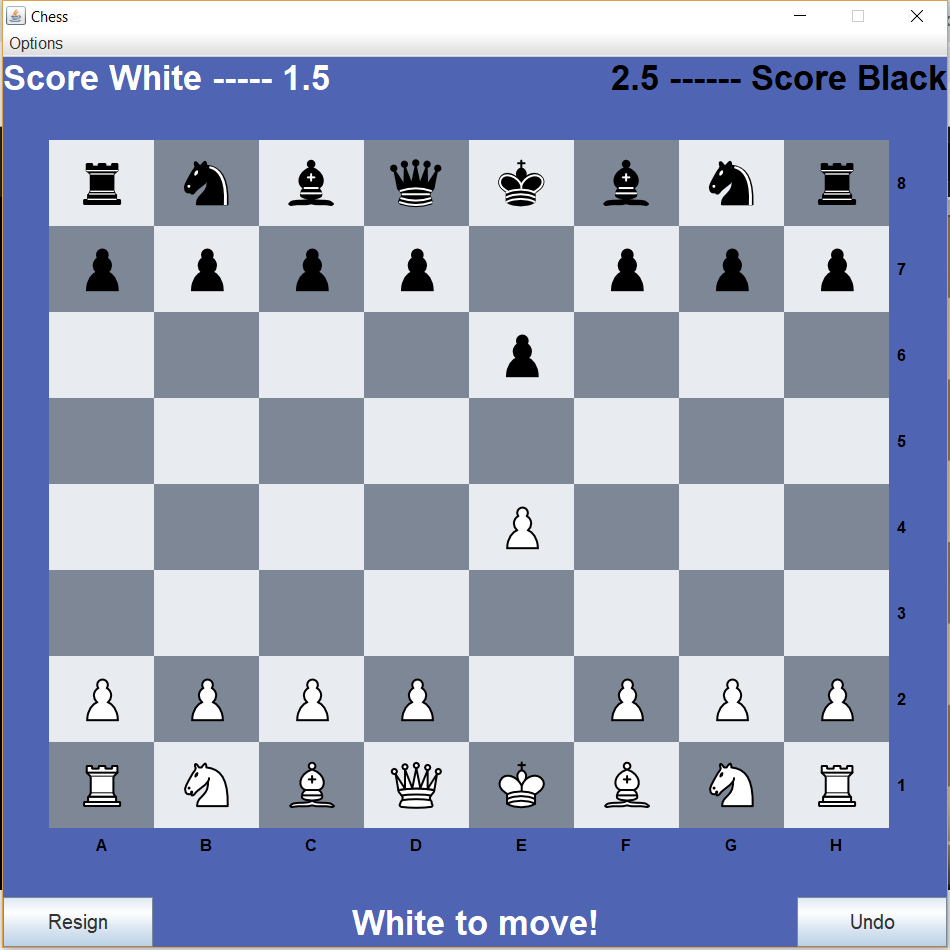 Chess
Options
Score White ----- 1.5
2.5 ------ Score Black
8
7
6
5
4
3
2
1
A B C D E F G H
Resign
White to move!
Undo